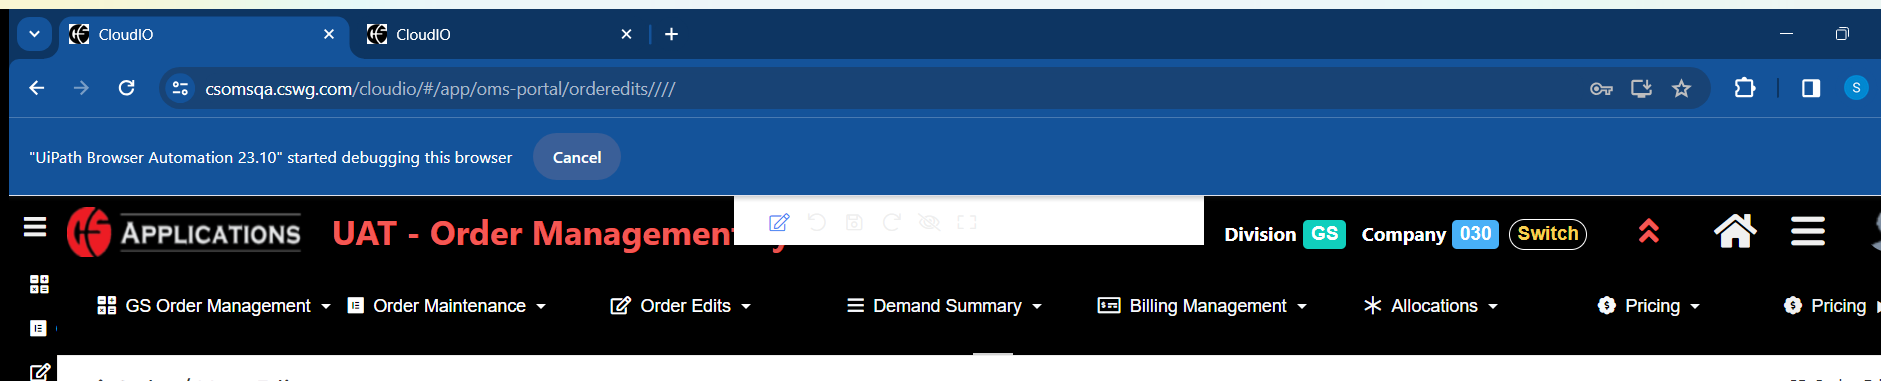 CloudIO CloudIO
csomsqa.cswg.com/cloudio/#/app/oms-portal/orderedits////
S
"UiPath Browser Automation 23.10" started debugging this browser Cancel
APPLICATIONS UAT - Order Management Division GS Company 030 Switch
GS Order Management Order Maintenance Order Edits Demand Summary Billing Management Allocations Pricing Pricing